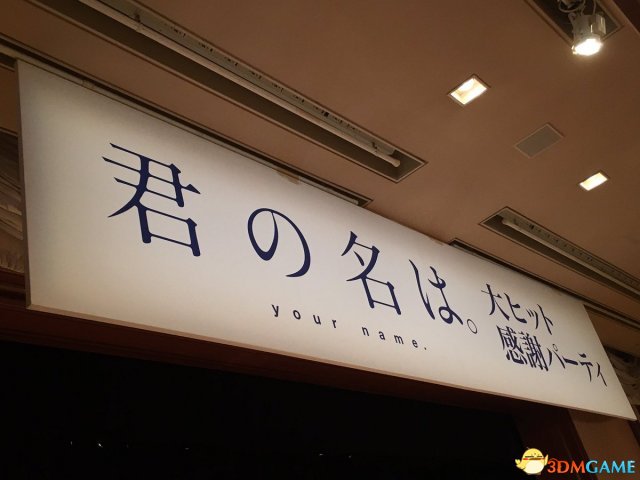 君の名は。
your name.
大ヒット
感謝パーティ
3DMGAME